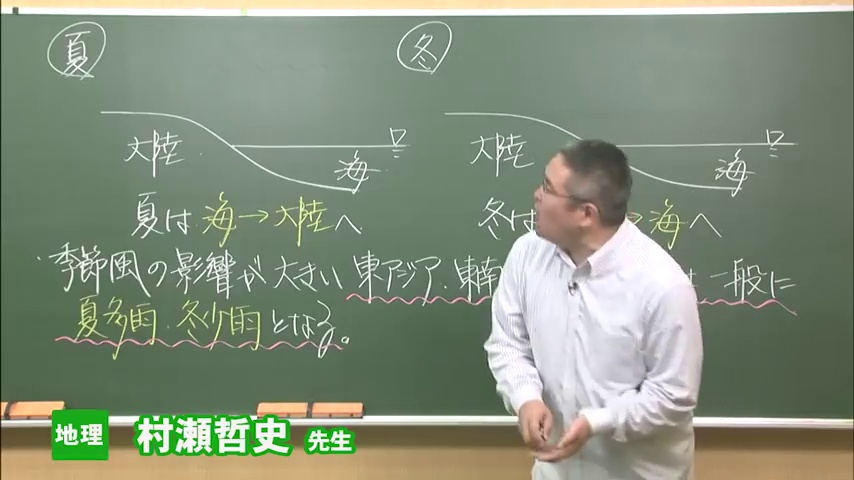 夏
冬
大陸
海
大陸
海
夏は 海→大陸へ
冬は →海へ
・季節風の影響が大きい 東アジア・東南 は一般に
夏多雨・冬少雨となる。
地理 村瀬哲史 先生